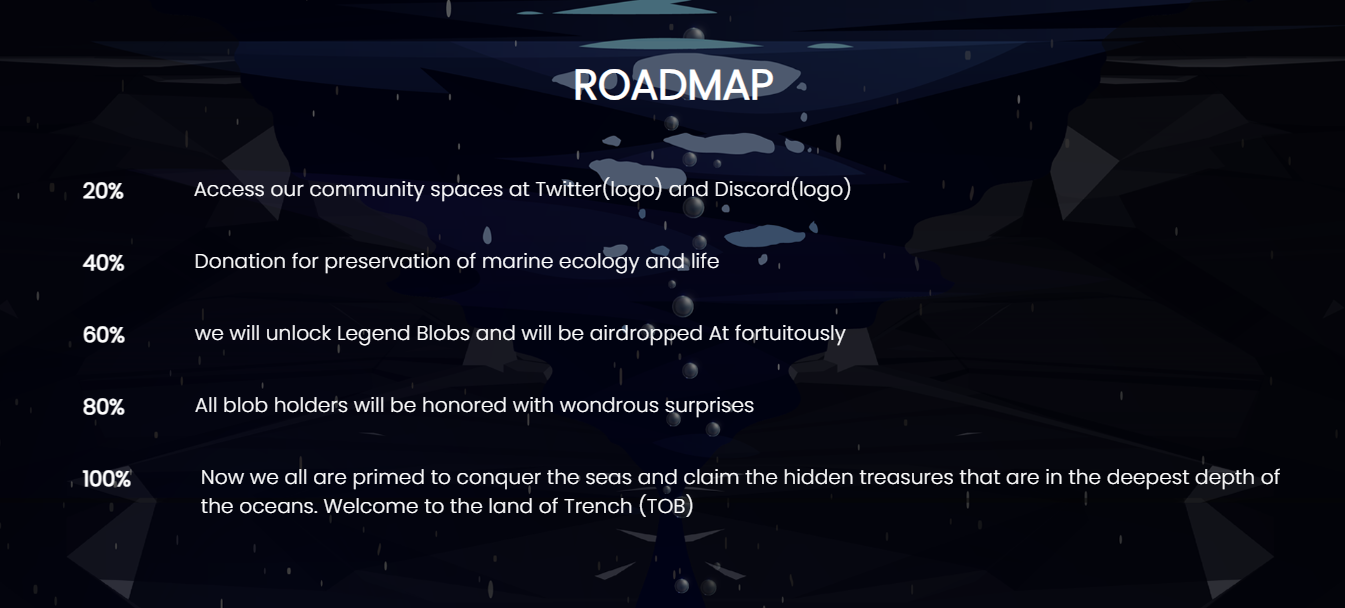 ROADMAP
20% Access our community spaces at Twitter(logo) and Discord(logo)
40% Donation for preservation of marine ecology and life
60% we will unlock Legend Blobs and will be airdropped At fortuitously
80% All blob holders will be honored with wondrous surprises
100% Now we all are primed to conquer the seas and claim the hidden treasures that are in the deepest depth of
the oceans. Welcome to the land of Trench (TOB)